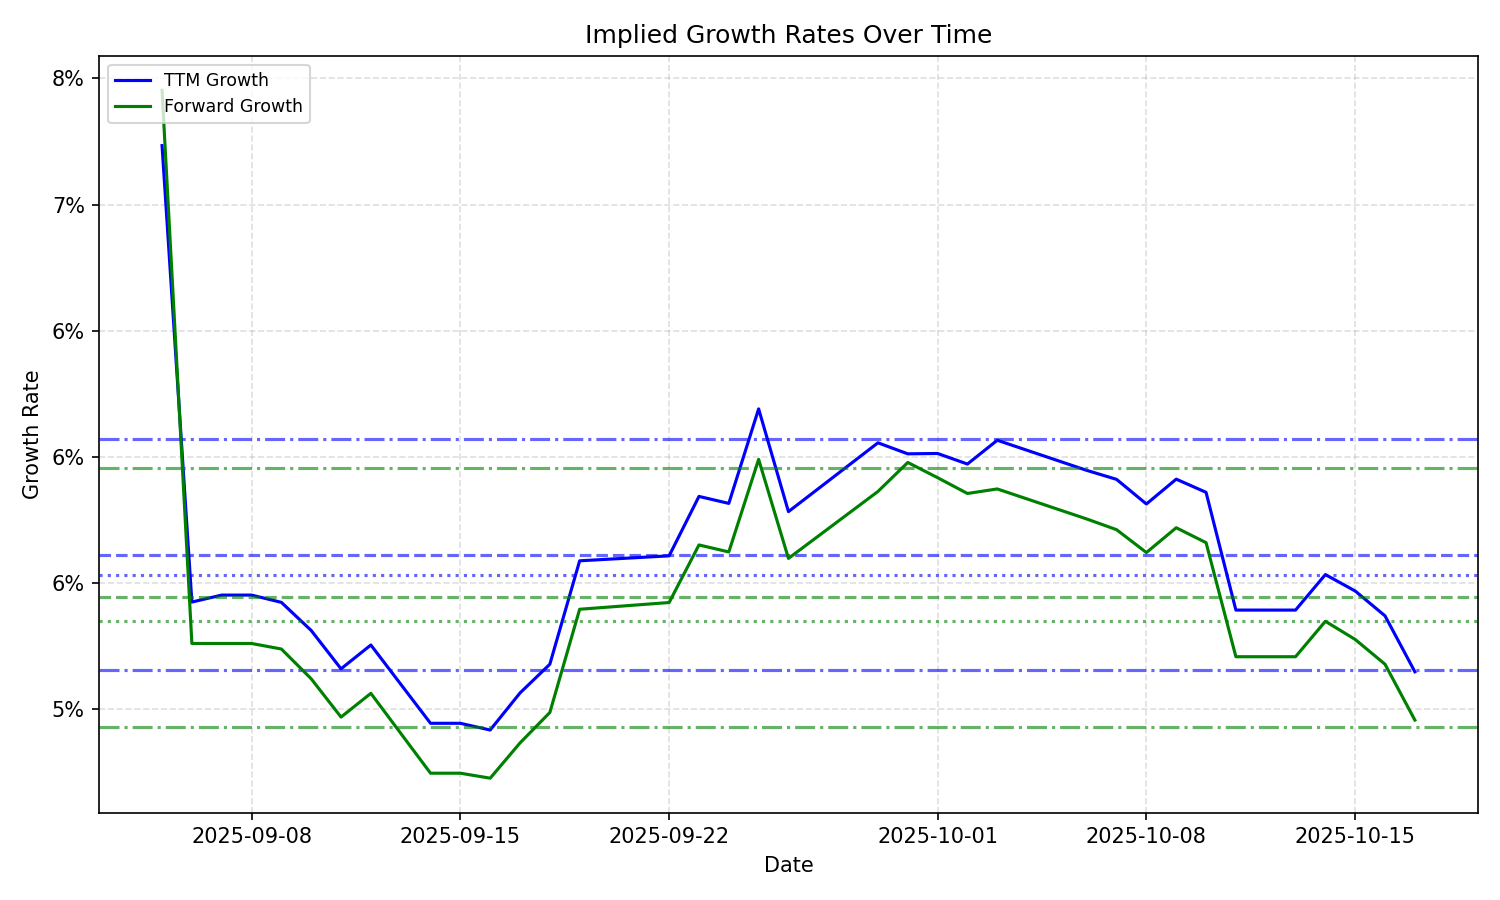 Implied Growth Rates Over Time
TTM Growth
Forward Growth
8%
7%
6%
6%
6%
5%
Growth Rate
2025-09-08
2025-09-15
2025-09-22
2025-10-01
2025-10-08
2025-10-15
Date